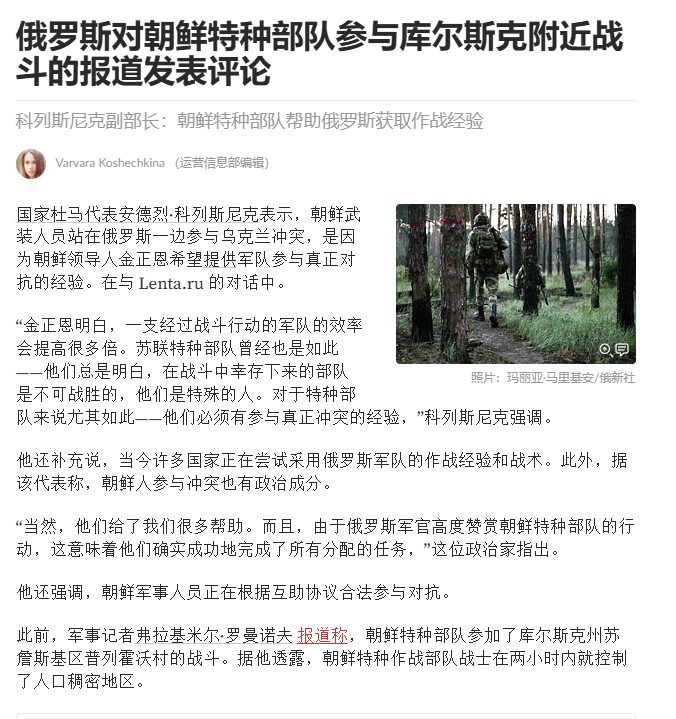 俄罗斯对朝鲜特种部队参与库尔斯克附近战
斗的报道发表评论
科列斯尼克副部长：朝鲜特种部队帮助俄罗斯获取作战经验
Varvara Koshechkina （运营信息部编辑）
国家杜马代表安德烈·科列斯尼克表示，朝鲜武
装人员站在俄罗斯一边参与乌克兰冲突，是因
为朝鲜领导人金正恩希望提供军队参与真正对
抗的经验。在与 Lenta.ru 的对话中。
“金正恩明白，一支经过战斗行动的军队的效率
会提高很多倍。苏联特种部队曾经也是如此
——他们总是明白，在战斗中幸存下来的部队
是不可战胜的，他们是特殊的人。对于特种部
队来说尤其如此——他们必须有参与真正冲突的经验，”科列斯尼克强调。
照片：玛丽亚·马里基安/俄新社
他还补充说，当今许多国家正在尝试采用俄罗斯军队的作战经验和战术。此外，据
该代表称，朝鲜人参与冲突也有政治成分。
“当然，他们给了我们很多帮助。而且，由于俄罗斯军官高度赞赏朝鲜特种部队的行
动，这意味着他们确实成功地完成了所有分配的任务，”这位政治家指出。
他还强调，朝鲜军事人员正在根据互助协议合法参与对抗。
此前，军事记者弗拉基米尔·罗曼诺夫 报道称，朝鲜特种部队参加了库尔斯克州苏
詹斯基区普列霍沃村的战斗。据他透露，朝鲜特种作战部队战士在两小时内就控制
了人口稠密地区。